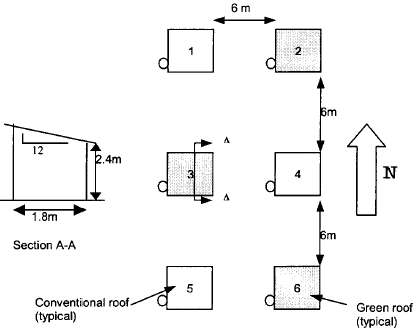 6 m
1
2
6m
12
2.4m
A
3
4
N
A
1.8m
6m
Section A-A
Conventional roof
(typical)
5
6
Green roof
(typical)